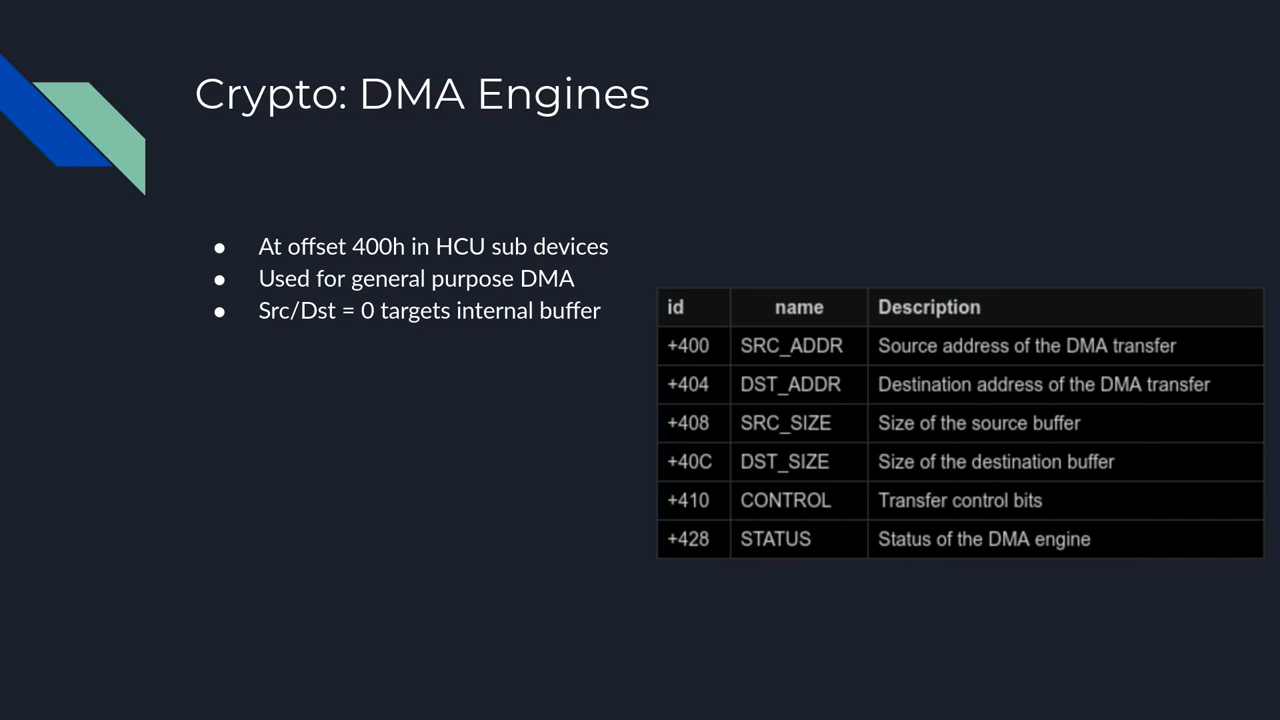 Crypto: DMA Engines
● At offset 400h in HCU sub devices
● Used for general purpose DMA
● Src/Dst = 0 targets internal buffer
id name Description
+400 SRC_ADDR Source address of the DMA transfer
+404 DST_ADDR Destination address of the DMA transfer
+408 SRC_SIZE Size of the source buffer
+40C DST_SIZE Size of the destination buffer
+410 CONTROL Transfer control bits
+428 STATUS Status of the DMA engine